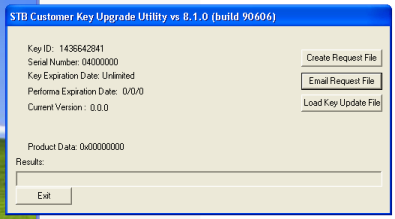 STB Customer Key Upgrade Utility vs 8.1.0 (build 90606)
Key ID: 1436642841
Serial Number: 04000000
Key Expiration Date: Unlimited
Performa Expiration Date: 0/0/0
Current Version : 0.0.0
Product Data: 0x00000000
Create Request File
Email Request File
Load Key Update File
Results:
Exit